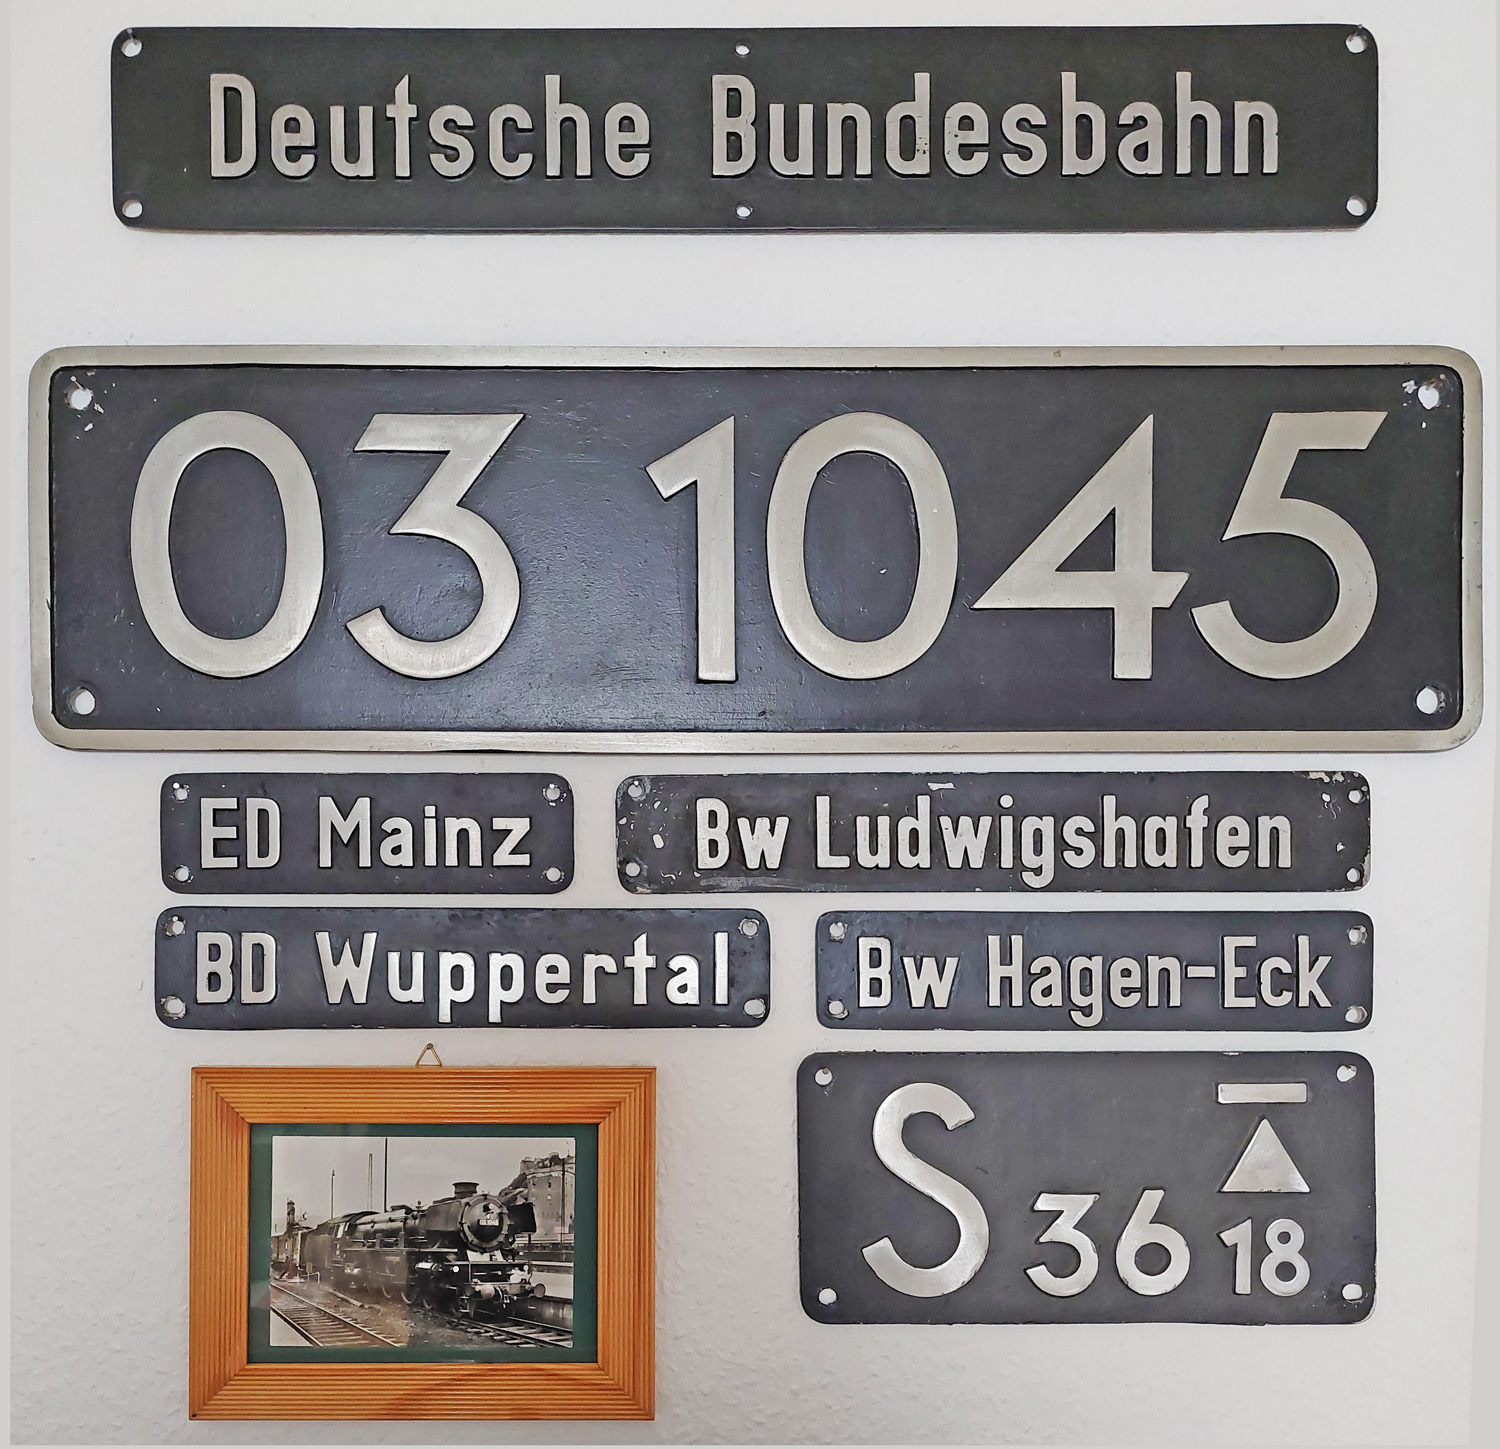 Deutsche Bundesbahn
03 1045
ED Mainz
Bw Ludwigshafen
BD Wuppertal
Bw Hagen-Eck
S 36 18